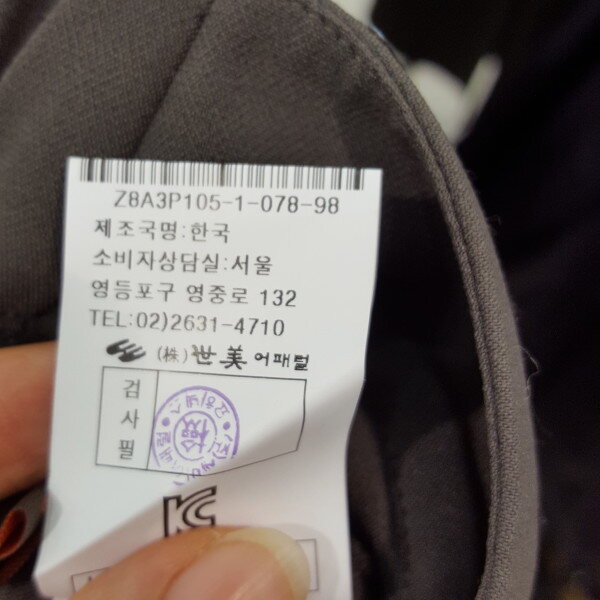 Z8A3P105-1-078-98
제조국명:한국
소비자상담실:서울
영등포구 영중로 132
TEL:02)2631-4710
(株) 世美 어패럴
검사필
檢
KC